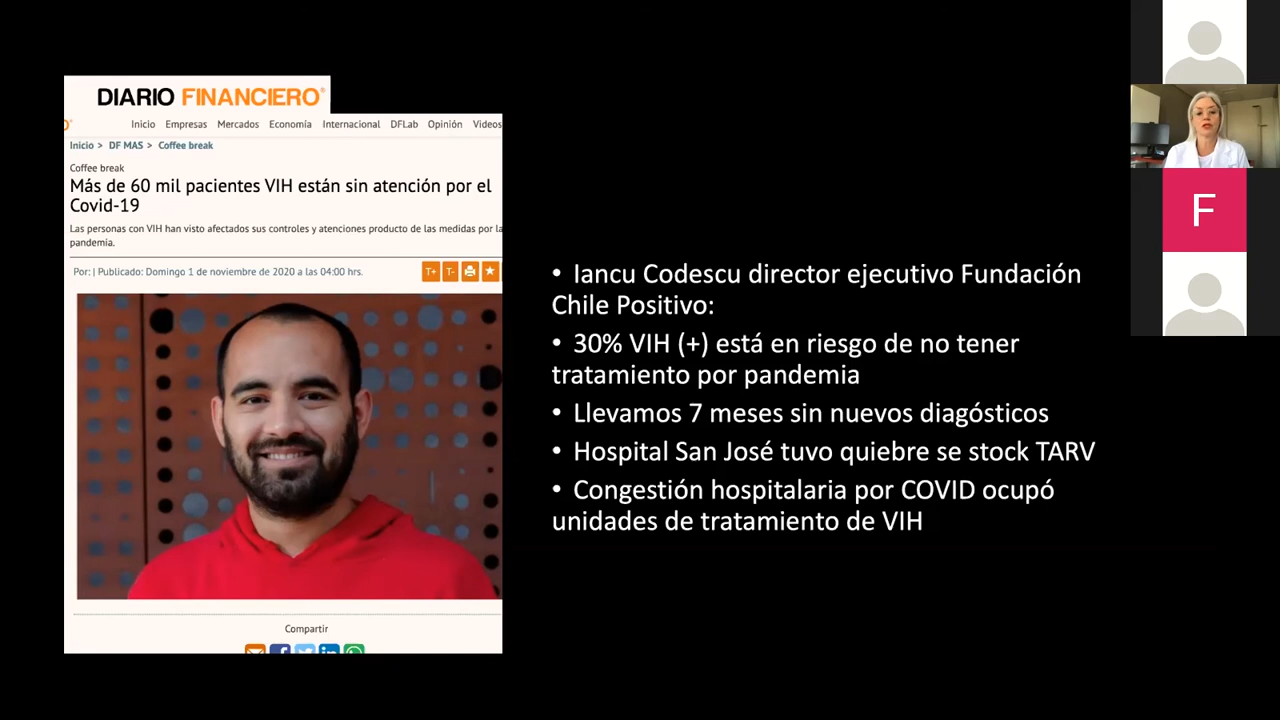 DIARIO FINANCIERO
Inicio Empresas Mercados Economía Internacional DFLab Opinión Videos
Inicio > DF MAS > Coffee break
Coffee break
Más de 60 mil pacientes VIH están sin atención por el
Covid-19
Las personas con VIH han visto afectados sus controles y atenciones producto de las medidas por la
pandemia.
Por: | Publicado: Domingo 1 de noviembre de 2020 a las 04:00 hrs.
T+ T-
Compartir
• Iancu Codescu director ejecutivo Fundación
Chile Positivo:
• 30% VIH (+) está en riesgo de no tener
tratamiento por pandemia
• Llevamos 7 meses sin nuevos diagósticos
• Hospital San José tuvo quiebre se stock TARV
• Congestión hospitalaria por COVID ocupó
unidades de tratamiento de VIH
F